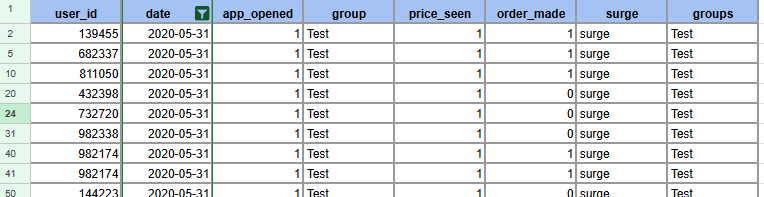 1 user_id date app_opened group price_seen order_made surge groups
2 139455 2020-05-31 1 Test 1 1 surge Test
5 682337 2020-05-31 1 Test 1 1 surge Test
10 811050 2020-05-31 1 Test 1 1 surge Test
20 432398 2020-05-31 1 Test 1 0 surge Test
24 732720 2020-05-31 1 Test 1 0 surge Test
31 982338 2020-05-31 1 Test 1 0 surge Test
40 982174 2020-05-31 1 Test 1 1 surge Test
41 982174 2020-05-31 1 Test 1 1 surge Test
50 144223 2020-05-31 1 Test 1 0 surge Test